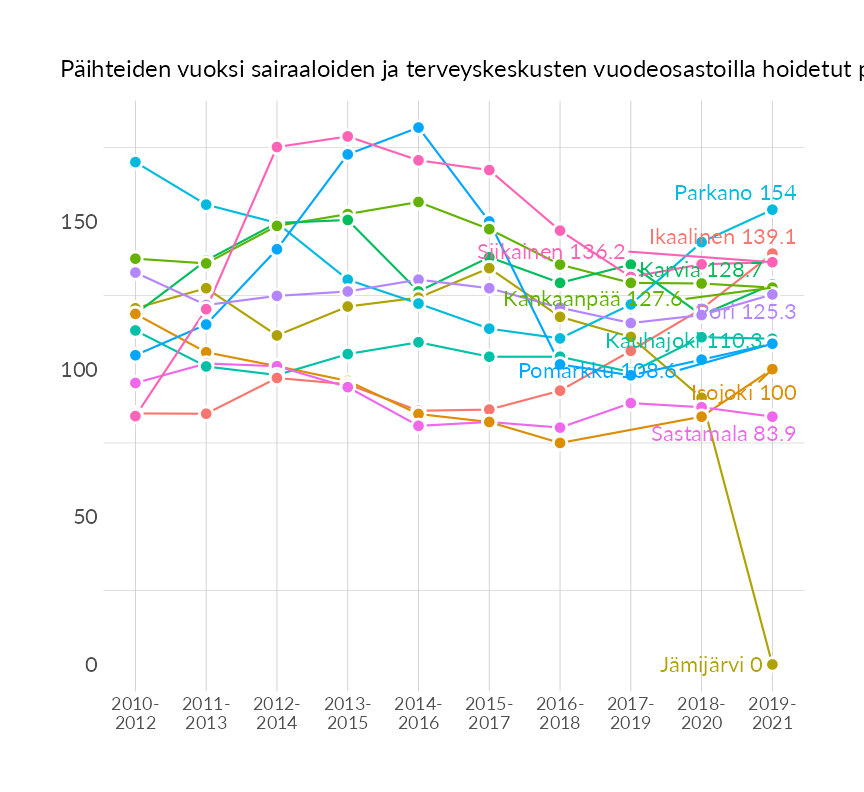 Päihteiden vuoksi sairaaloiden ja terveyskeskusten vuodeosastoilla hoidetut
Parkano 154
150
Ikaalinen 139.1
Siikainen 136.2
Karvia 128.7
Kankaanpää 127.6
Pori 125.3
Kauhajoki 110.3
100
Pomarkku 108.6
Isojoki 100
Sastamala 83.9
50
0
Jämijärvi 0
2010- 2011- 2012- 2013- 2014- 2015- 2016- 2017- 2018- 2019-
2012 2013 2014 2015 2016 2017 2018 2019 2020 2021